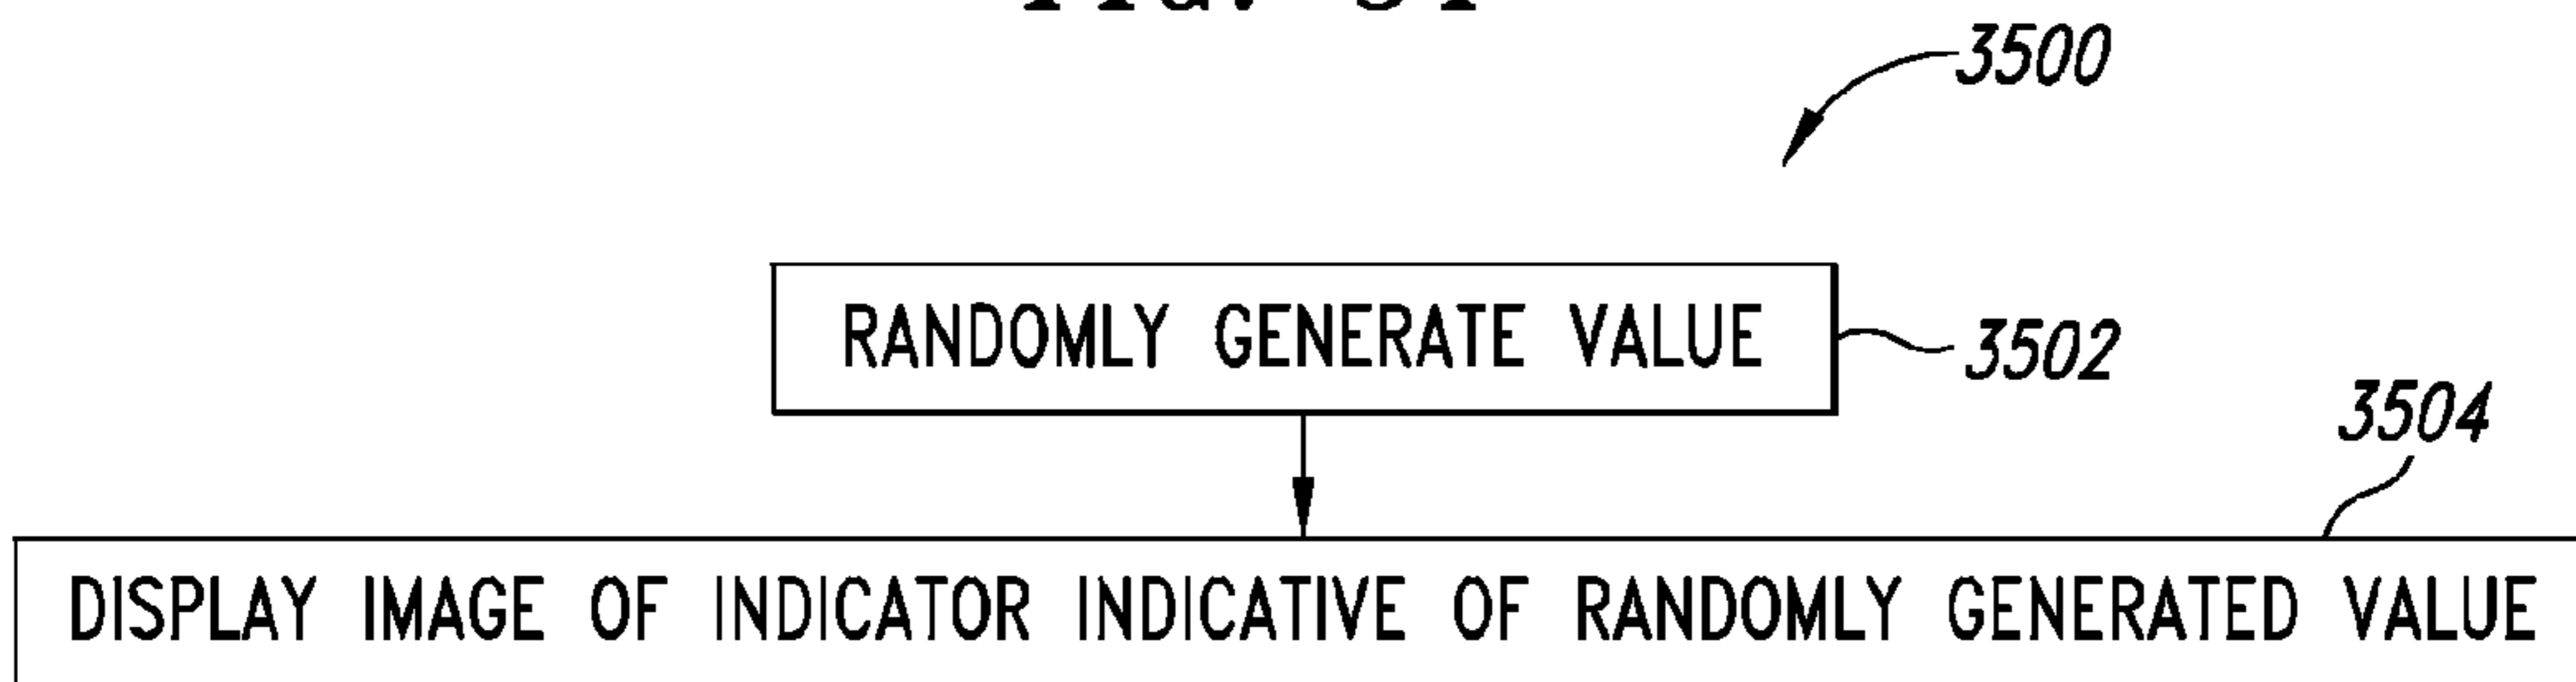 3500
RANDOMLY GENERATE VALUE
3502
3504
DISPLAY IMAGE OF INDICATOR INDICATIVE OF RANDOMLY GENERATED VALUE